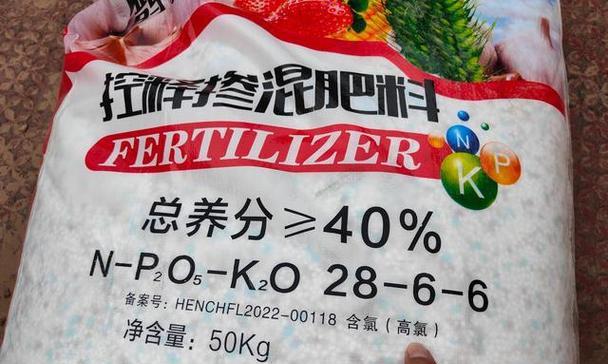 控释掺混肥料
FERTILIZER
N P K
总养分≥40%
N-P₂O₅-K₂O 28-6-6
备案号：HENCHFL2022-00118 含氯（高氯）
净含量：50Kg